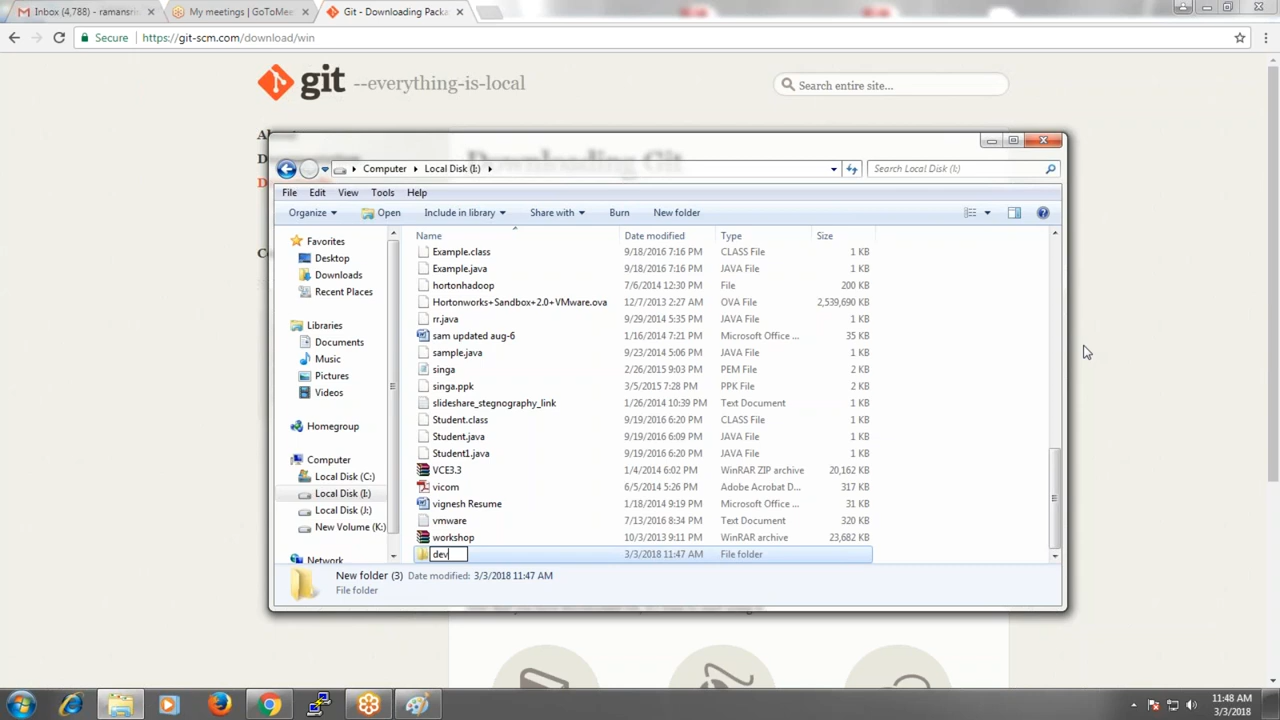 Inbox (4,788) - ramansri
My meetings | GoToMee
Git - Downloading Packa
Secure
https://git-scm.com/download/win
git --everything-is-local
Search entire site...
Downloading Git
Computer
Local Disk (I:)
Search Local Disk (I:)
File Edit View Tools Help
Organize Open Include in library Share with Burn New folder
Name Date modified Type Size
Favorites
Desktop
Downloads
Recent Places
Libraries
Documents
Music
Pictures
Videos
Homegroup
Computer
Local Disk (C:)
Local Disk (I:)
Local Disk (J:)
New Volume (K:)
Network
Example.class 9/18/2016 7:16 PM CLASS File 1 KB
Example.java 9/18/2016 7:16 PM JAVA File 1 KB
hortonhadoop 7/6/2014 12:30 PM File 200 KB
Hortonworks+Sandbox+2.0+VMware.ova 12/7/2013 2:27 AM OVA File 2,539,690 KB
rr.java 9/29/2014 5:35 PM JAVA File 1 KB
sam updated aug-6 1/16/2014 7:21 PM Microsoft Office ... 35 KB
sample.java 9/23/2014 5:06 PM JAVA File 1 KB
singa 2/26/2015 9:03 PM PEM File 2 KB
singa.ppk 3/5/2015 7:28 PM PPK File 2 KB
slideshare_stegnography_link 1/26/2014 10:39 PM Text Document 1 KB
Student.class 9/19/2016 6:20 PM CLASS File 1 KB
Student.java 9/19/2016 6:09 PM JAVA File 1 KB
Student1.java 9/19/2016 6:20 PM JAVA File 1 KB
VCE3.3 1/4/2014 6:02 PM WinRAR ZIP archive 20,162 KB
vicom 6/5/2014 5:26 PM Adobe Acrobat D... 317 KB
vignesh Resume 1/18/2014 9:19 PM Microsoft Office ... 31 KB
vmware 7/13/2016 8:34 PM Text Document 320 KB
workshop 10/3/2013 9:11 PM WinRAR archive 23,682 KB
dev 3/3/2018 11:47 AM File folder
New folder (3) Date modified: 3/3/2018 11:47 AM
File folder
11:48 AM
3/3/2018